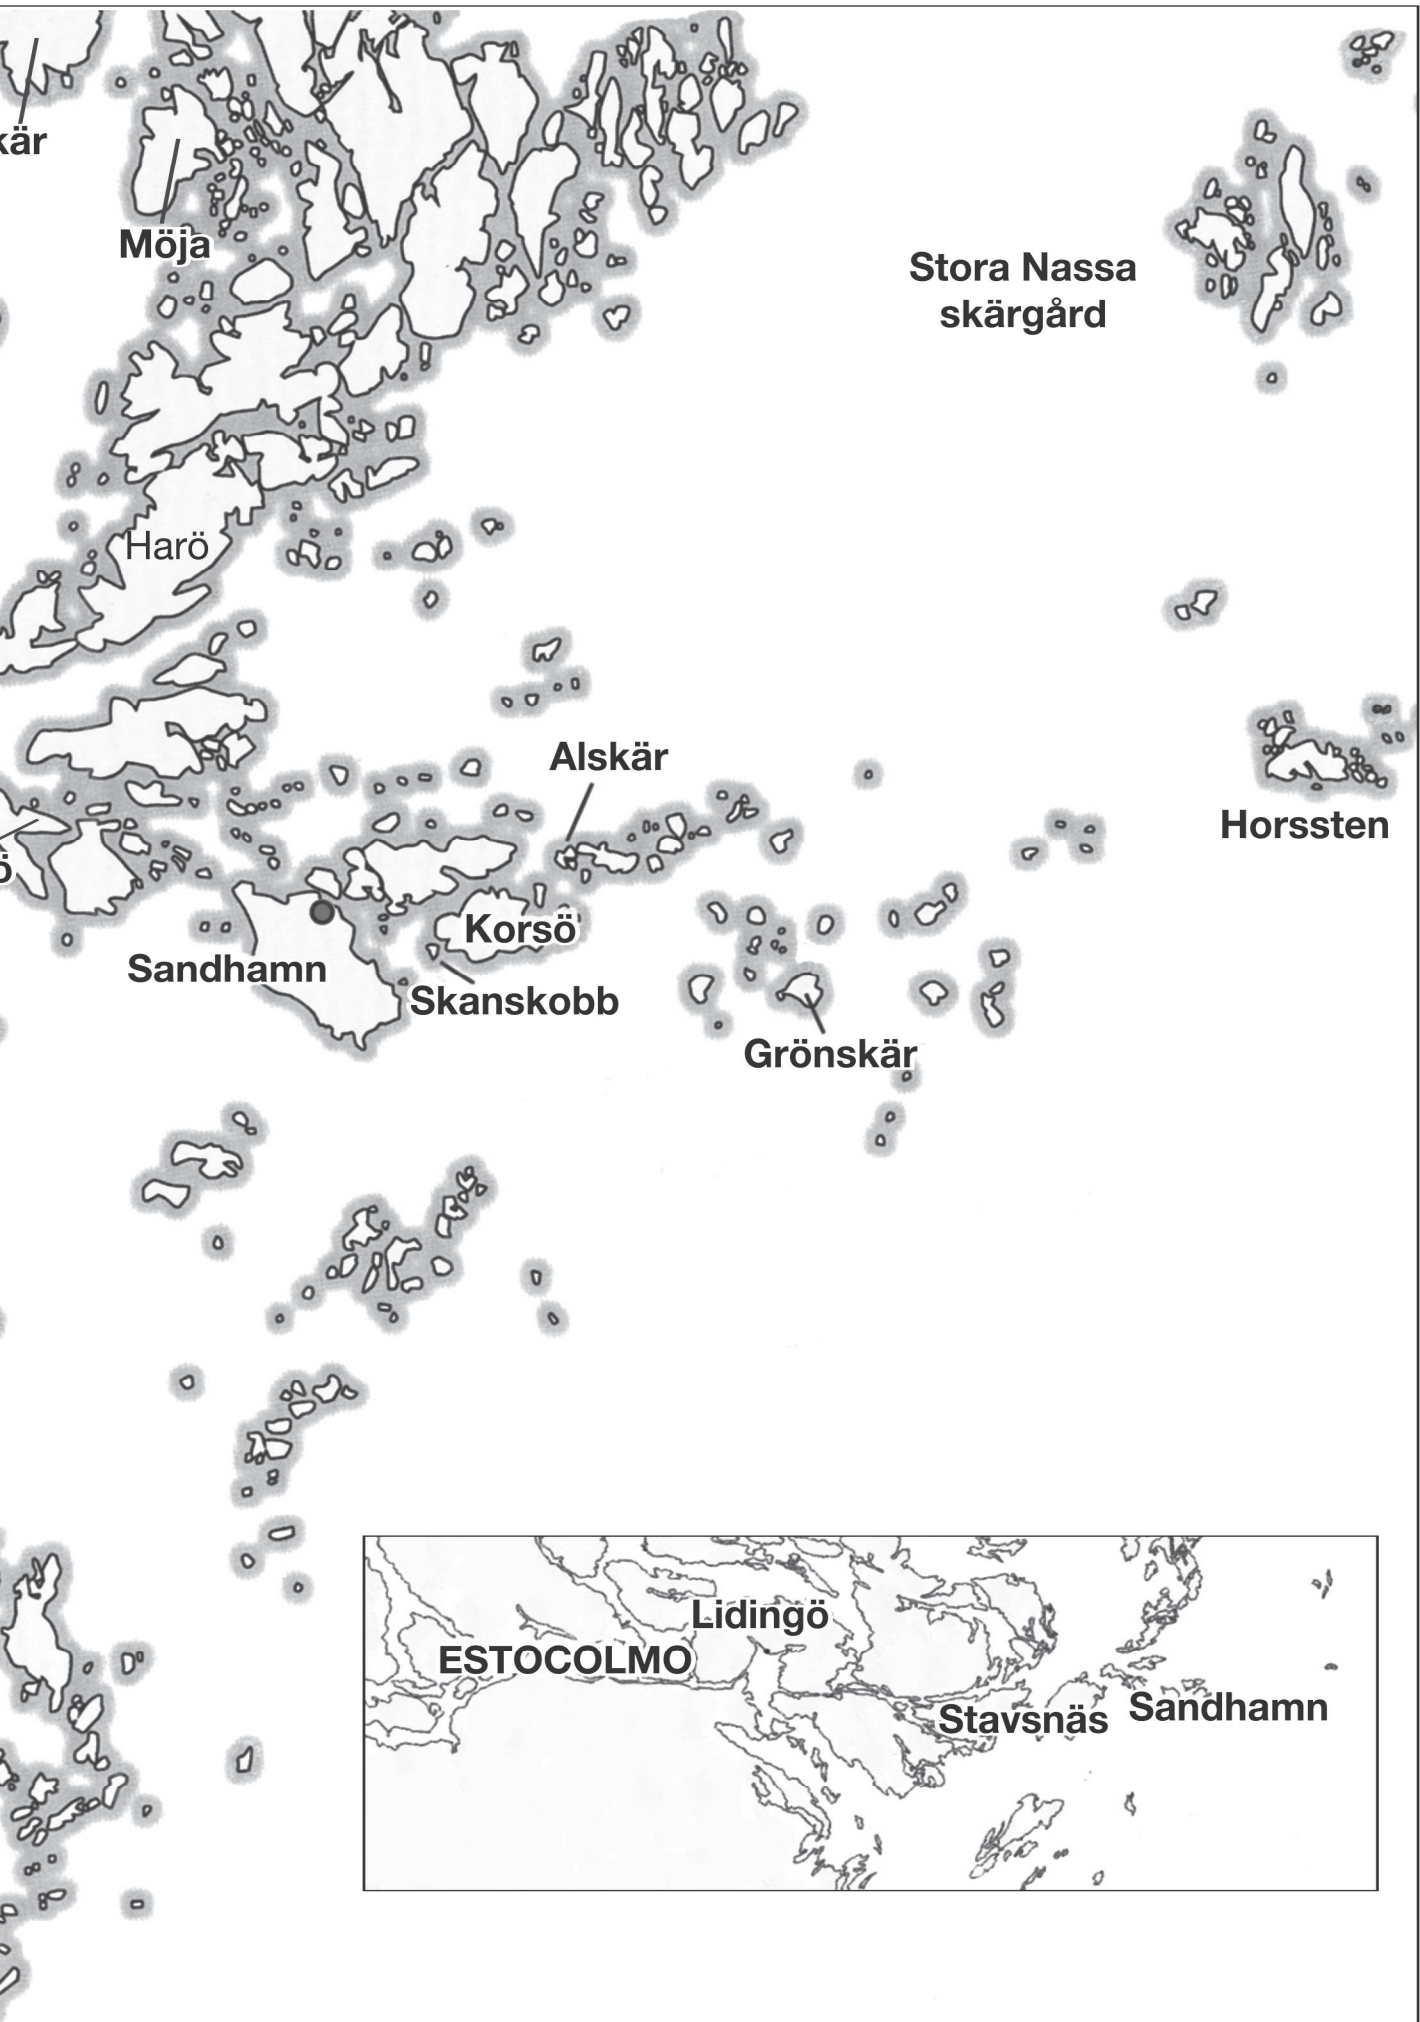 kär
Möja
Stora Nassa
skärgård
Harö
Alskär
Horssten
ö
Korsö
Sandhamn
Skanskobb
Grönskär
Lidingö
ESTOCOLMO
Stavsnäs
Sandhamn